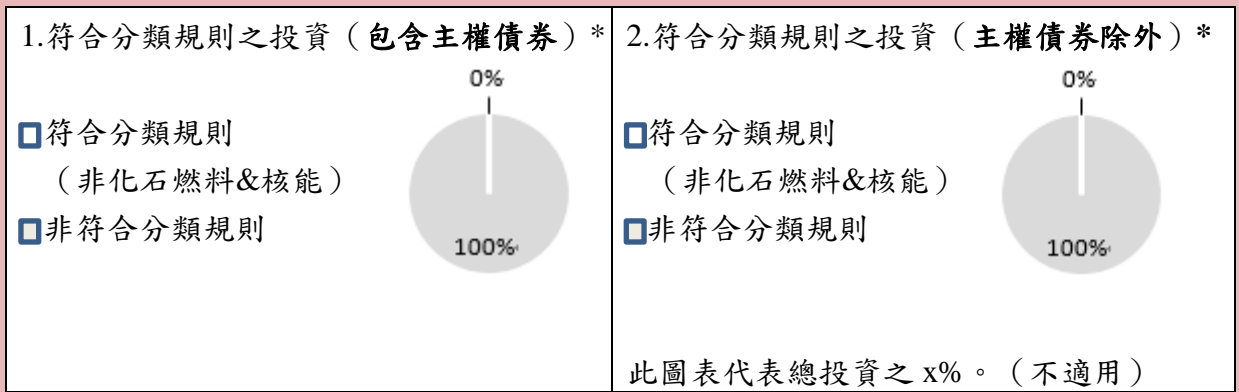 1.符合分類規則之投資（包含主權債券）*
0%
□符合分類規則
（非化石燃料&核能）
□非符合分類規則
100%
2.符合分類規則之投資（主權債券除外）*
0%
□符合分類規則
（非化石燃料&核能）
□非符合分類規則
100%
此圖表代表總投資之 x%。（不適用）